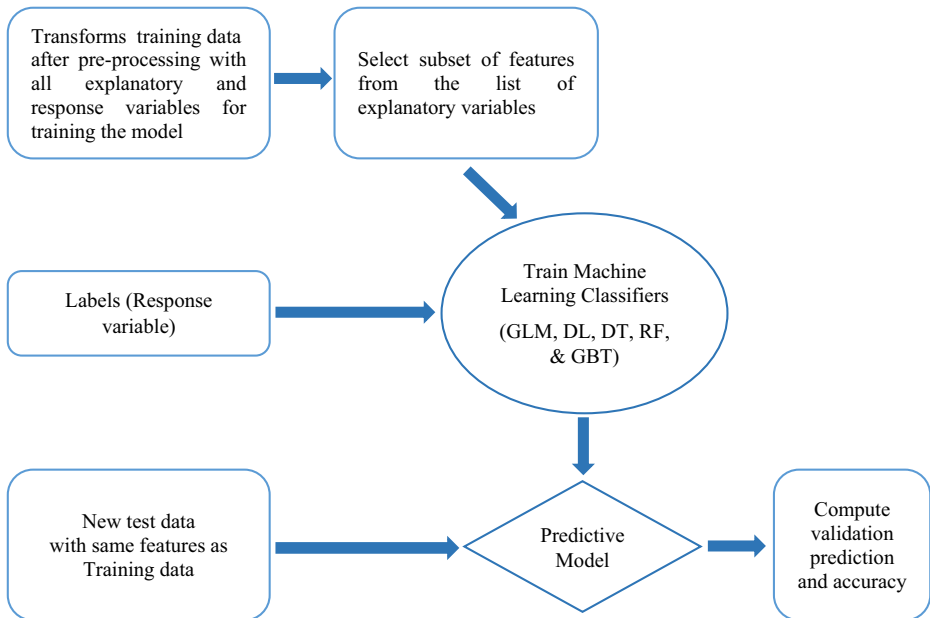 Transforms training data
after pre-processing with
all explanatory and
response variables for
training the model
Select subset of features
from the list of
explanatory variables
Train Machine
Learning Classifiers
(GLM, DL, DT, RF,
& GBT)
Labels (Response
variable)
New test data
with same features as
Training data
Predictive
Model
Compute
validation
prediction
and accuracy